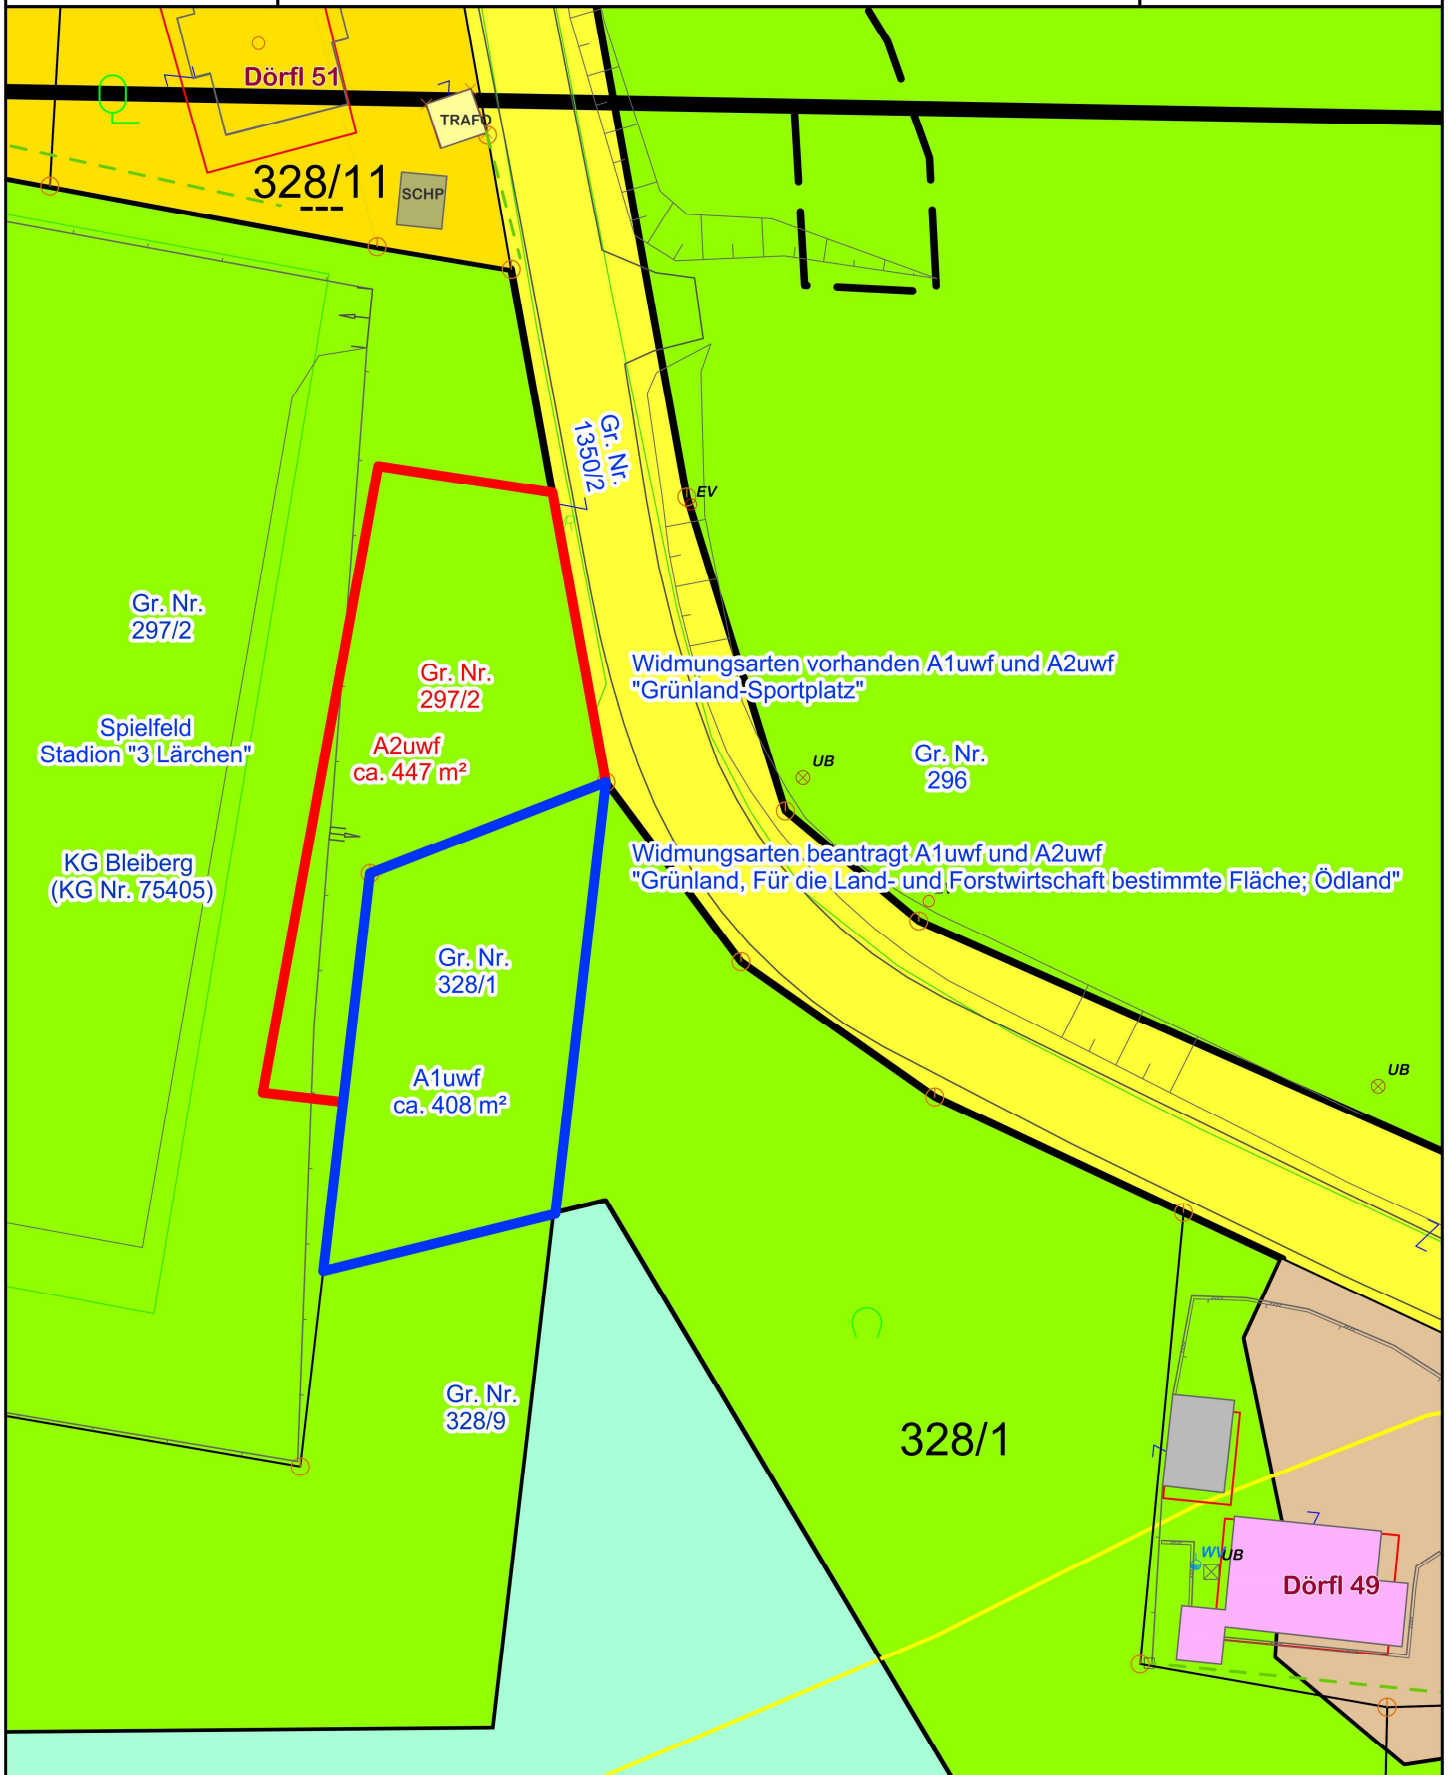 Dörfl 51
TRAFO
328/11
SCHP
Gr. Nr.
1350/2
EV
Gr. Nr.
297/2
Gr. Nr.
297/2
Widmungsarten vorhanden A1uwf und A2uwf
"Grünland-Sportplatz"
Spielfeld
Stadion "3 Lärchen"
A2uwf
ca. 447 m²
UB
Gr. Nr.
296
KG Bleiberg
(KG Nr. 75405)
Widmungsarten beantragt A1uwf und A2uwf
"Grünland, Für die Land- und Forstwirtschaft bestimmte Fläche; Ödland"
Gr. Nr.
328/1
A1uwf
ca. 408 m²
UB
Gr. Nr.
328/9
328/1
WV
UB
Dörfl 49